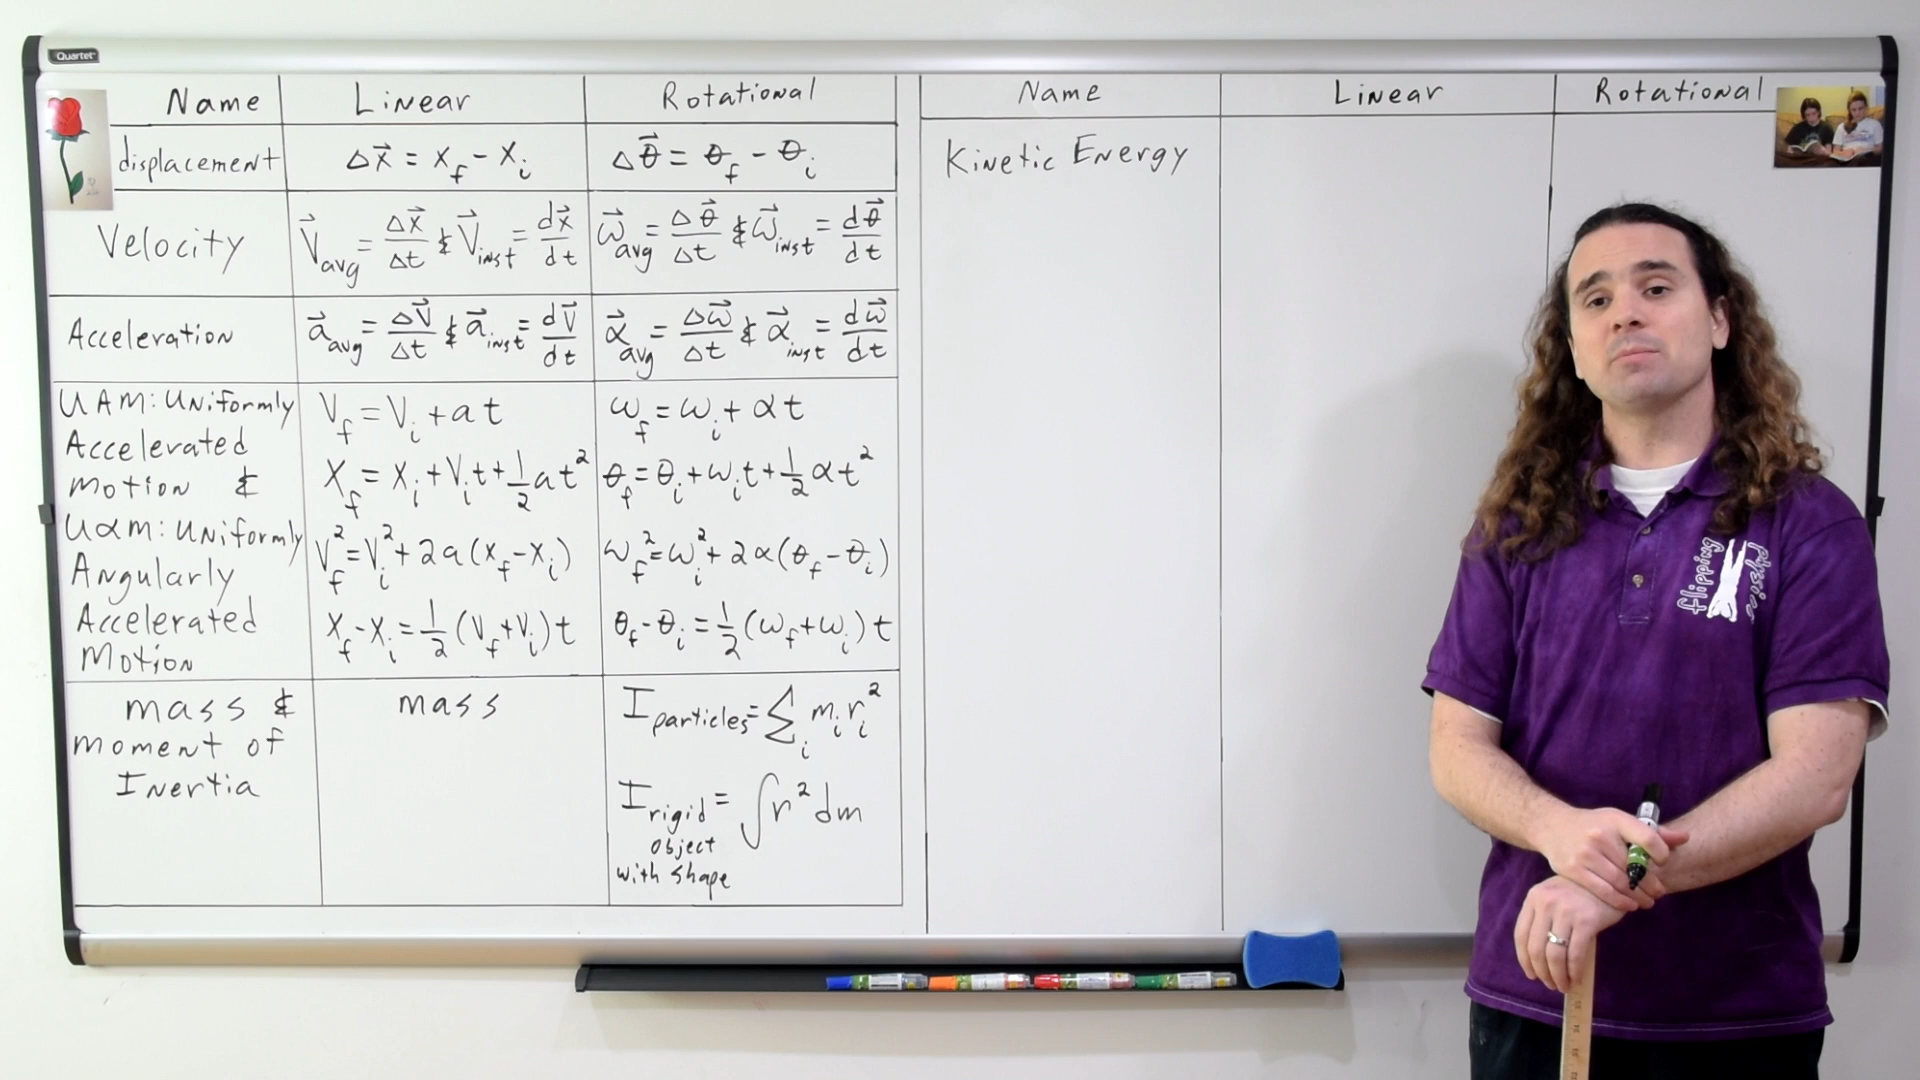 Quartet
Name Linear Rotational
displacement Δx⃗ = x_f - x_i Δθ⃗ = θ_f - θ_i
Velocity V⃗_avg = Δx⃗/Δt & V⃗_inst = dx⃗/dt ω⃗_avg = Δθ⃗/Δt & ω⃗_inst = dθ⃗/dt
Acceleration a⃗_avg = ΔV⃗/Δt & a⃗_inst = dV⃗/dt α⃗_avg = Δω⃗/Δt & α⃗_inst = dω⃗/dt
UAM: Uniformly
Accelerated
Motion &
UαM: Uniformly
Angularly
Accelerated
Motion
V_f = V_i + at
x_f = x_i + V_i t + 1/2 at²
V_f² = V_i² + 2a(x_f - x_i)
x_f - x_i = 1/2 (V_f + V_i)t
ω_f = ω_i + αt
θ_f = θ_i + ω_i t + 1/2 αt²
ω_f² = ω_i² + 2α(θ_f - θ_i)
θ_f - θ_i = 1/2 (ω_f + ω_i)t
mass &
moment of
Inertia
mass
I_particles = Σ_i m_i r_i²
I_rigid = ∫r² dm
object
with shape
Name Linear Rotational
Kinetic Energy
flipping
physics